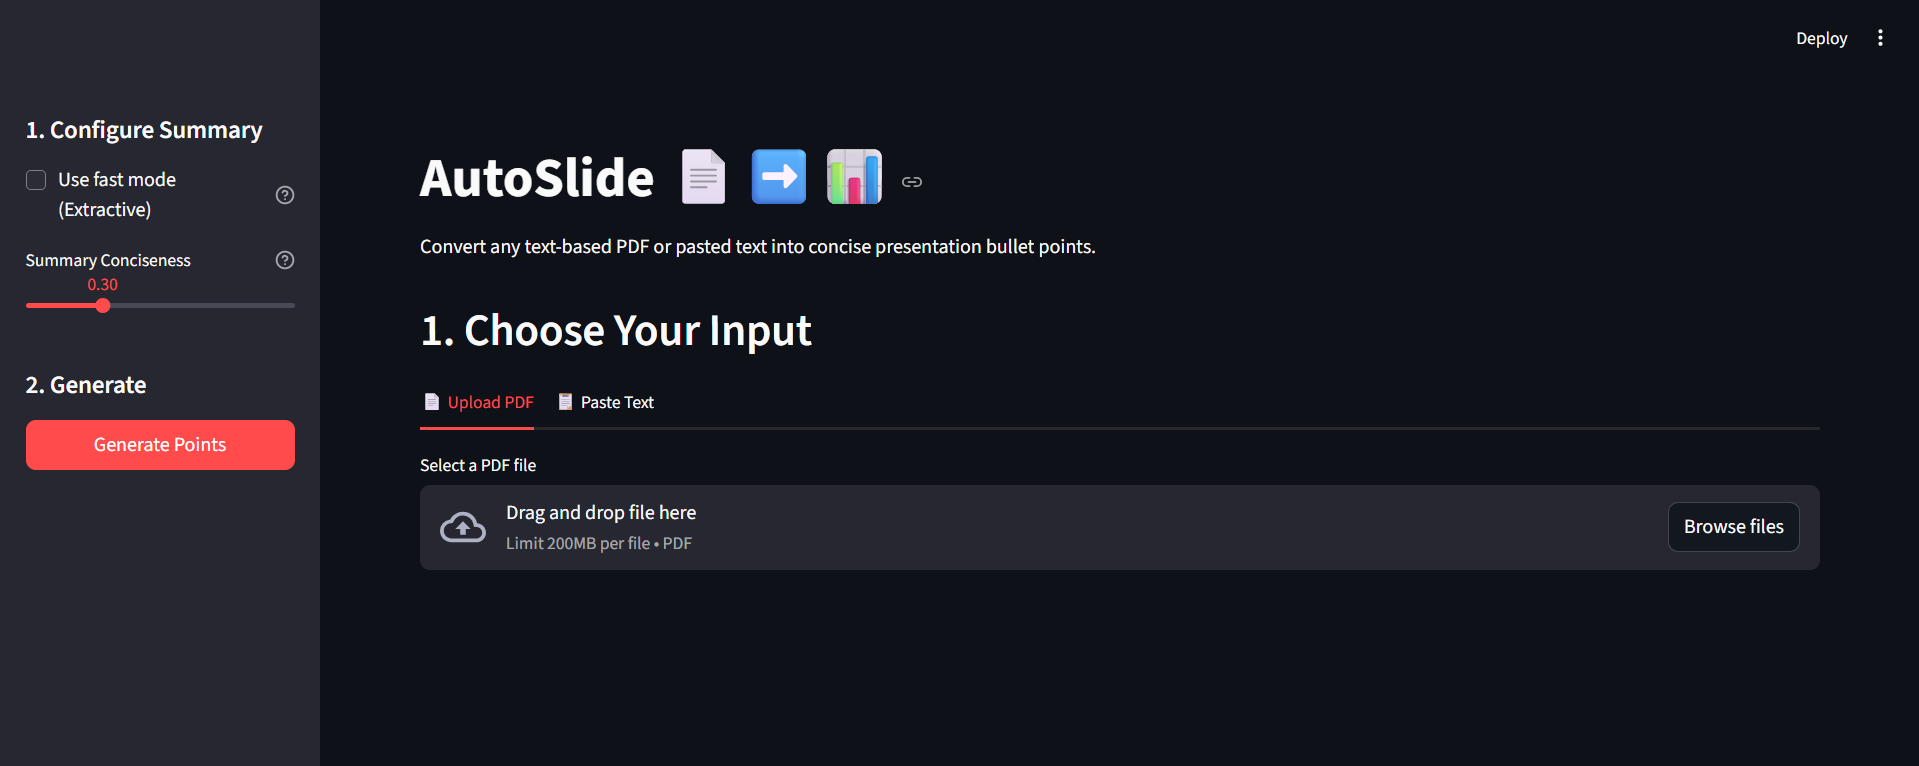 Deploy
1. Configure Summary
Use fast mode
(Extractive)
Summary Conciseness
0.30
2. Generate
Generate Points
AutoSlide
Convert any text-based PDF or pasted text into concise presentation bullet points.
1. Choose Your Input
Upload PDF
Paste Text
Select a PDF file
Drag and drop file here
Limit 200MB per file • PDF
Browse files